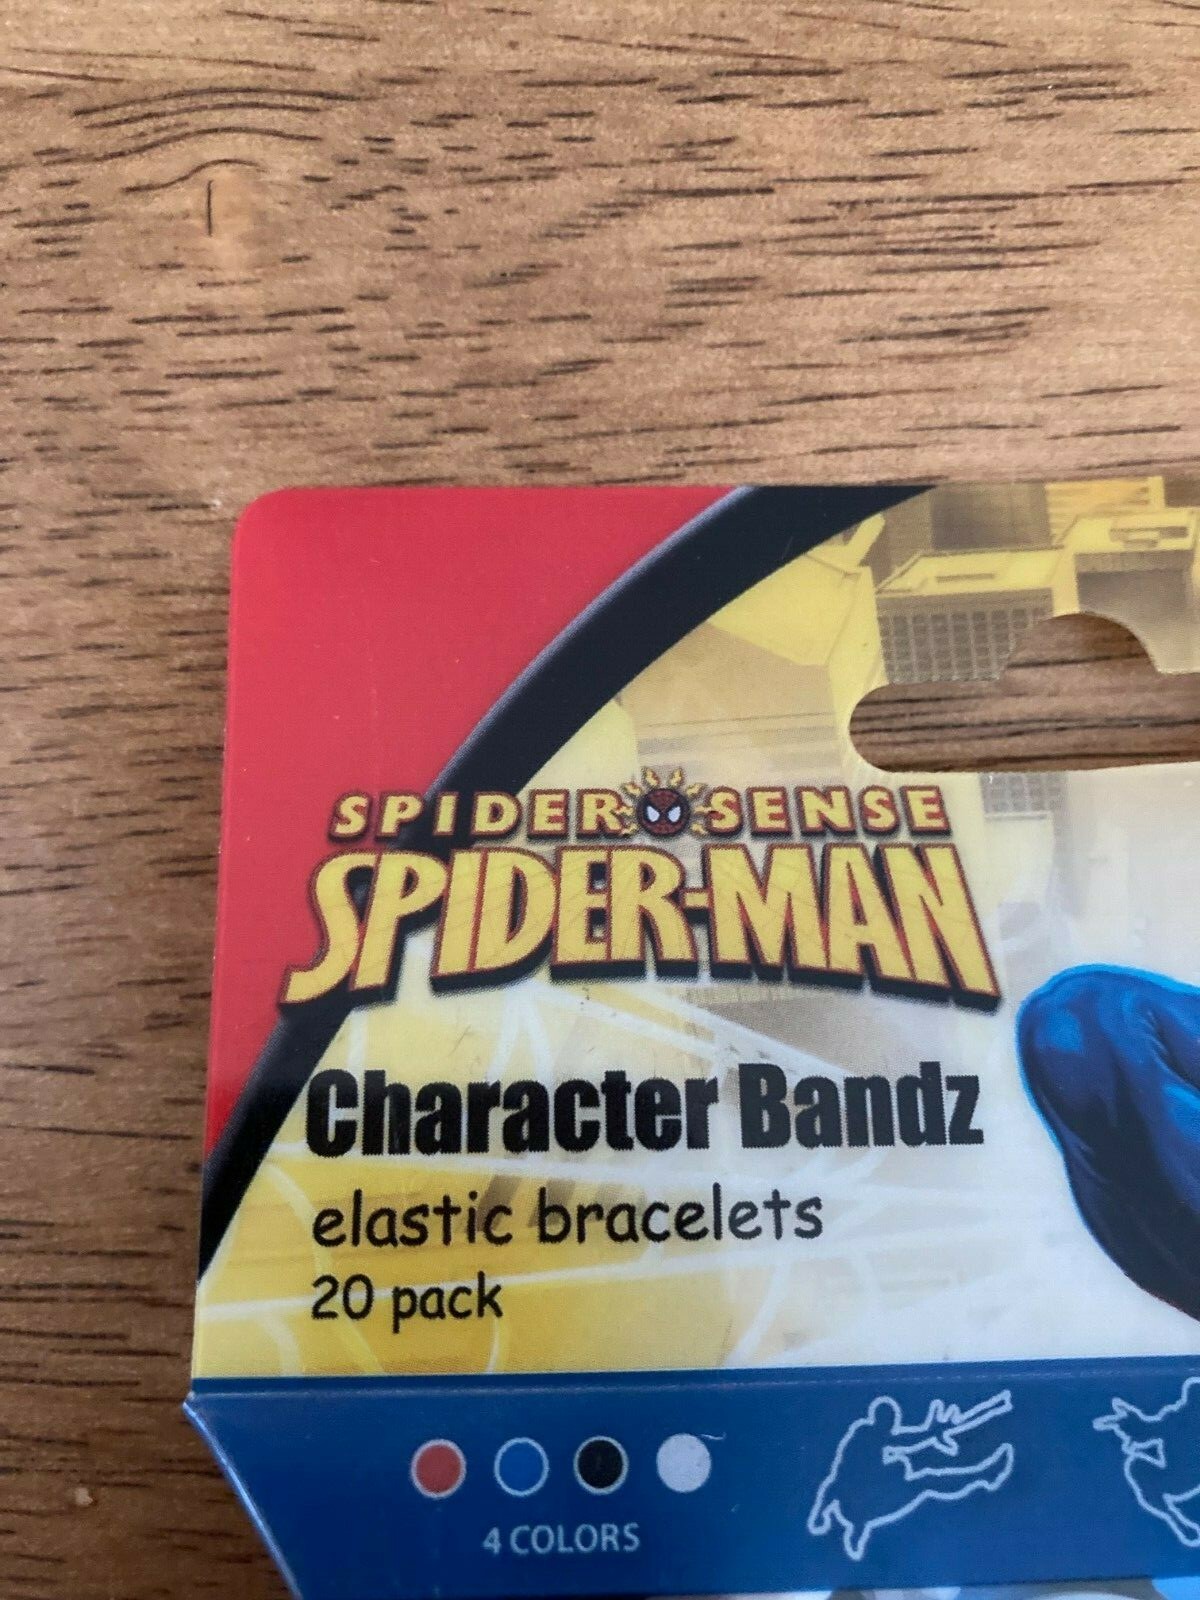 SPIDER SENSE
SPIDER-MAN
Character Bandz
elastic bracelets
20 pack
4 COLORS